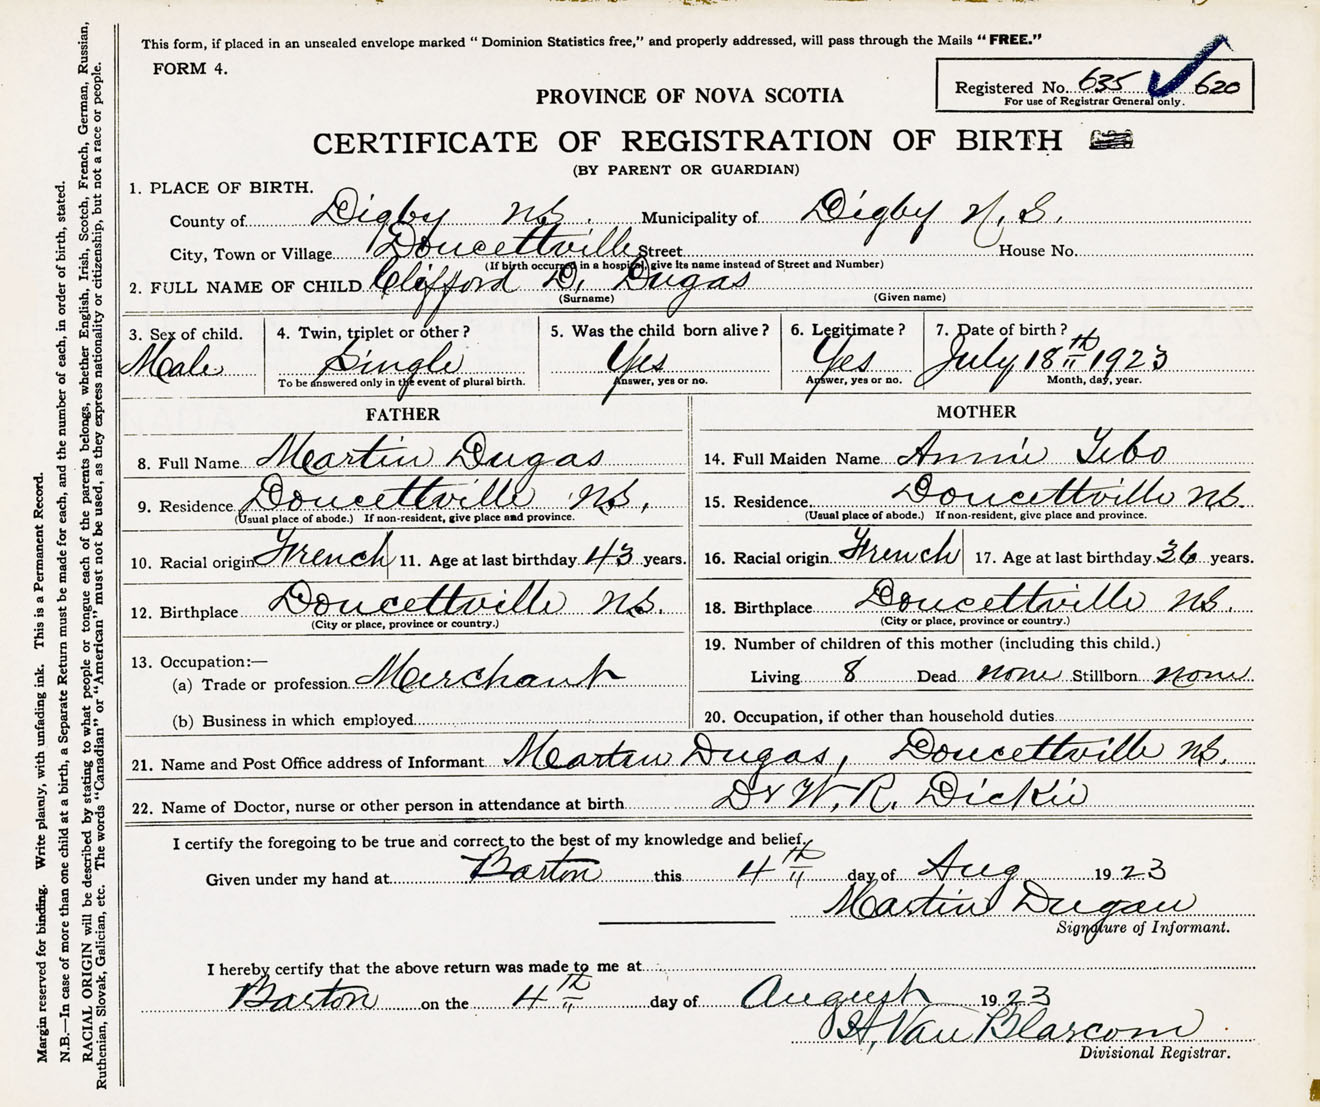 This form, if placed in an unsealed envelope marked “ Dominion Statistics free,” and properly addressed, will pass through the Mails “ FREE.”
FORM 4.
Registered No. 635 620
For use of Registrar General only.
PROVINCE OF NOVA SCOTIA
CERTIFICATE OF REGISTRATION OF BIRTH
(BY PARENT OR GUARDIAN)
1. PLACE OF BIRTH.
County of Digby N.S. Municipality of Digby N.S.
City, Town or Village Doucettville Street House No.
(If birth occurred in a hospital, give its name instead of Street and Number)
2. FULL NAME OF CHILD Clifford D. Dugas
(Surname) (Given name)
3. Sex of child. 4. Twin, triplet or other? 5. Was the child born alive? 6. Legitimate? 7. Date of birth?
Male Single Yes Yes July 18th 1923
To be answered only in the event of plural birth. Answer, yes or no. Answer, yes or no. Month, day, year.
FATHER MOTHER
8. Full Name Martin Dugas 14. Full Maiden Name Annie Tebo
9. Residence Doucettville N.S, 15. Residence Doucettville N.S.
(Usual place of abode.) If non-resident, give place and province. (Usual place of abode.) If non-resident, give place and province.
10. Racial origin French 11. Age at last birthday 43 years. 16. Racial origin French 17. Age at last birthday 36 years.
12. Birthplace Doucettville N.S. 18. Birthplace Doucettville N.S.
(City or place, province or country.) (City or place, province or country.)
19. Number of children of this mother (including this child.)
13. Occupation:—
(a) Trade or profession Merchant Living 8 Dead none Stillborn none
(b) Business in which employed 20. Occupation, if other than household duties
21. Name and Post Office address of Informant Martin Dugas, Doucettville N.S.
22. Name of Doctor, nurse or other person in attendance at birth Dr W. R. Dickie
I certify the foregoing to be true and correct to the best of my knowledge and belief.
Given under my hand at Barton this 4th day of Aug 1923
Martin Dugau
Signature of Informant.
I hereby certify that the above return was made to me at
Barton on the 4th day of August 1923
H, Van Blarcom
Divisional Registrar.
Margin reserved for binding. Write plainly, with unfading ink. This is a Permanent Record.
N.B.—In case of more than one child at a birth, a Separate Return must be made for each, and the number of each, in order of birth, stated.
RACIAL ORIGIN will be described by stating to what people or tongue each of the parents belongs, whether English, Irish, Scotch, French, German, Russian,
Ruthenian, Slovak, Galician, etc. The words “Canadian” or “American” must not be used, as they express nationality or citizenship, but not a race or people.